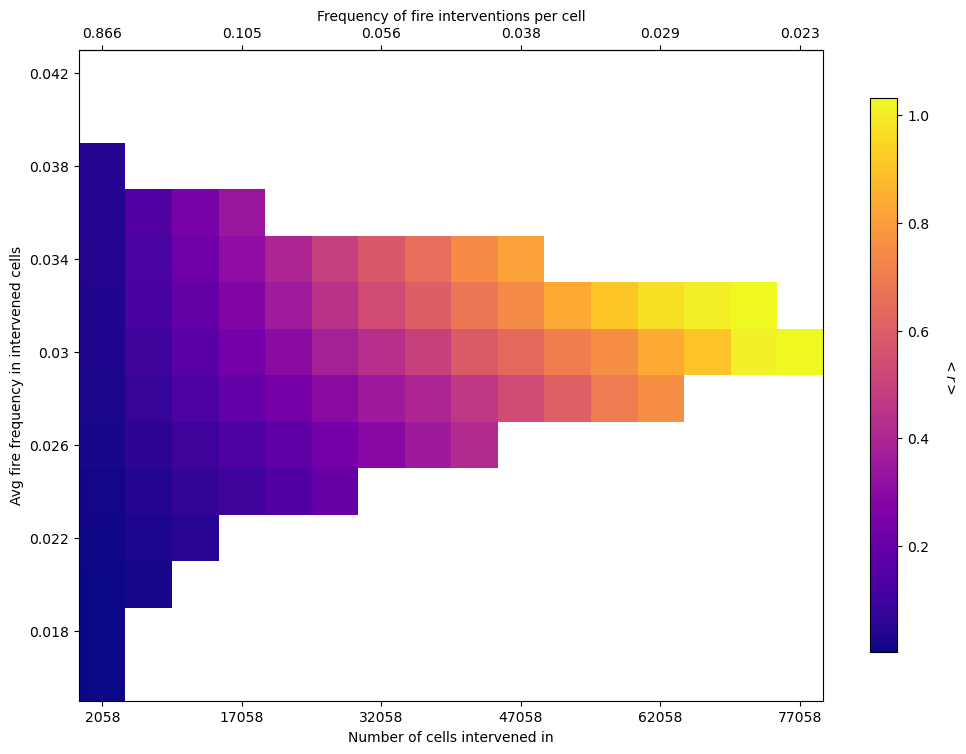 Frequency of fire interventions per cell
0.866 0.105 0.056 0.038 0.029 0.023
Avg fire frequency in intervened cells
0.042
0.038
0.034
0.03
0.026
0.022
0.018
2058 17058 32058 47058 62058 77058
Number of cells intervened in
1.0
0.8
0.6
0.4
0.2
<r>